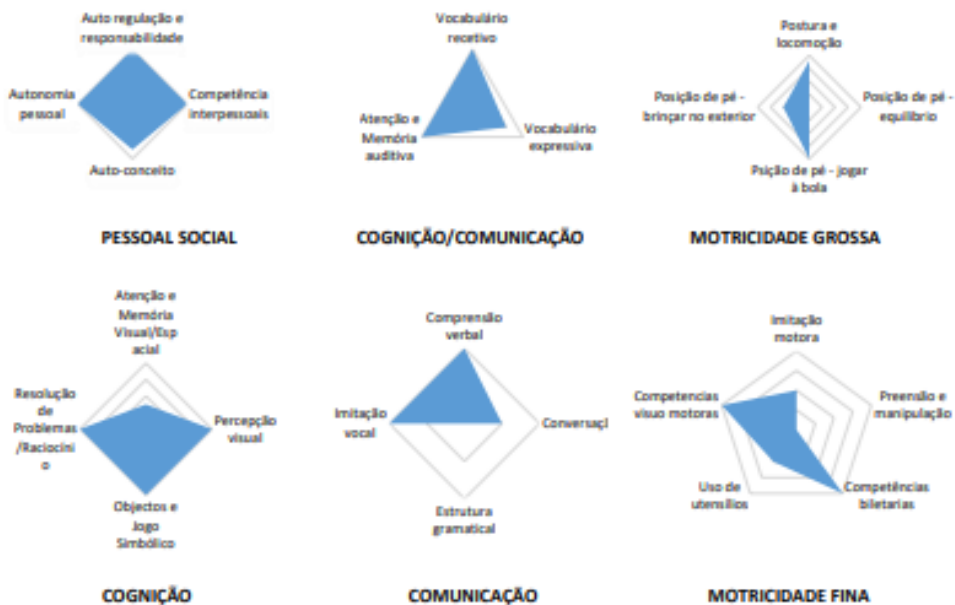 Auto regulação e
responsabilidade
Autonomia
pessoal
Competência
interpessoais
Auto-conceito
PESSOAL SOCIAL
Vocabulário
recetivo
Atenção e
Memória
auditiva
Vocabulário
expressiva
COGNIÇÃO/COMUNICAÇÃO
Postura e
locomoção
Posição de pé -
brinçar no exterior
Posição de pé -
equilíbrio
Psição de pé - jogar
à bola
MOTRICIDADE GROSSA
Atenção e
Memória
Visual/Esp
acial
Resolução
de
Problemas
/Raciocíni
o
Percepção
visual
Objectos e
Jogo
Simbólico
COGNIÇÃO
Comprensão
verbal
Imitação
vocal
Conversaçl
Estrutura
gramatical
COMUNICAÇÃO
Imitação
motora
Competencias
visuo motoras
Preensão e
manipulação
Uso de
utensílios
Competências
biletarias
MOTRICIDADE FINA